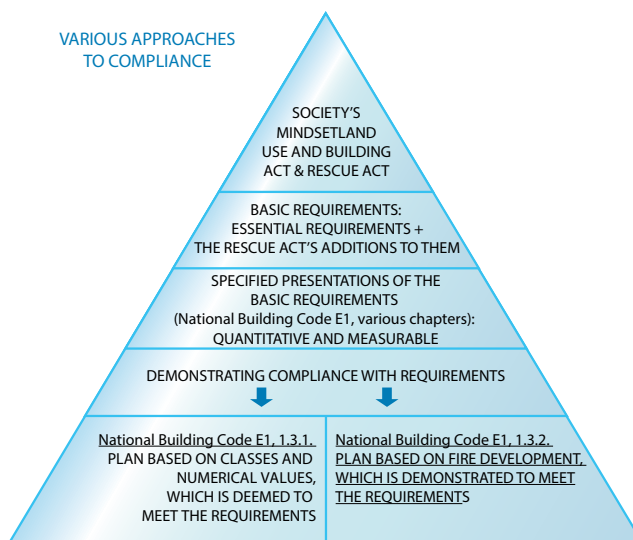 VARIOUS APPROACHES
TO COMPLIANCE
SOCIETY'S
MINDSETLAND
USE AND BUILDING
ACT & RESCUE ACT
BASIC REQUIREMENTS:
ESSENTIAL REQUIREMENTS +
THE RESCUE ACT'S ADDITIONS TO THEM
SPECIFIED PRESENTATIONS OF THE
BASIC REQUIREMENTS
(National Building Code E1, various chapters):
QUANTITATIVE AND MEASURABLE
DEMONSTRATING COMPLIANCE WITH REQUIREMENTS
National Building Code E1, 1.3.1.
PLAN BASED ON CLASSES AND
NUMERICAL VALUES,
WHICH IS DEEMED TO
MEET THE REQUIREMENTS
National Building Code E1, 1.3.2.
PLAN BASED ON FIRE DEVELOPMENT,
WHICH IS DEMONSTRATED TO MEET
THE REQUIREMENTS